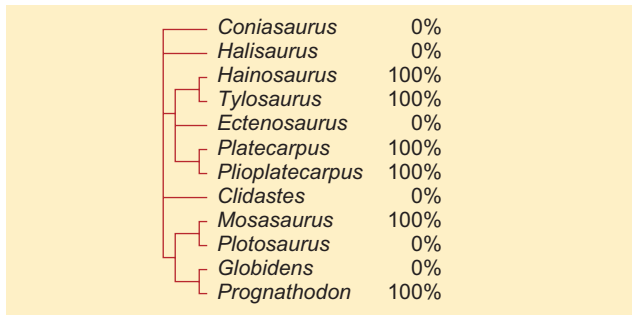 Coniasaurus 0%
Halisaurus 0%
Hainosaurus 100%
Tylosaurus 100%
Ectenosaurus 0%
Platecarpus 100%
Plioplatecarpus 100%
Clidastes 0%
Mosasaurus 100%
Plotosaurus 0%
Globidens 0%
Prognathodon 100%